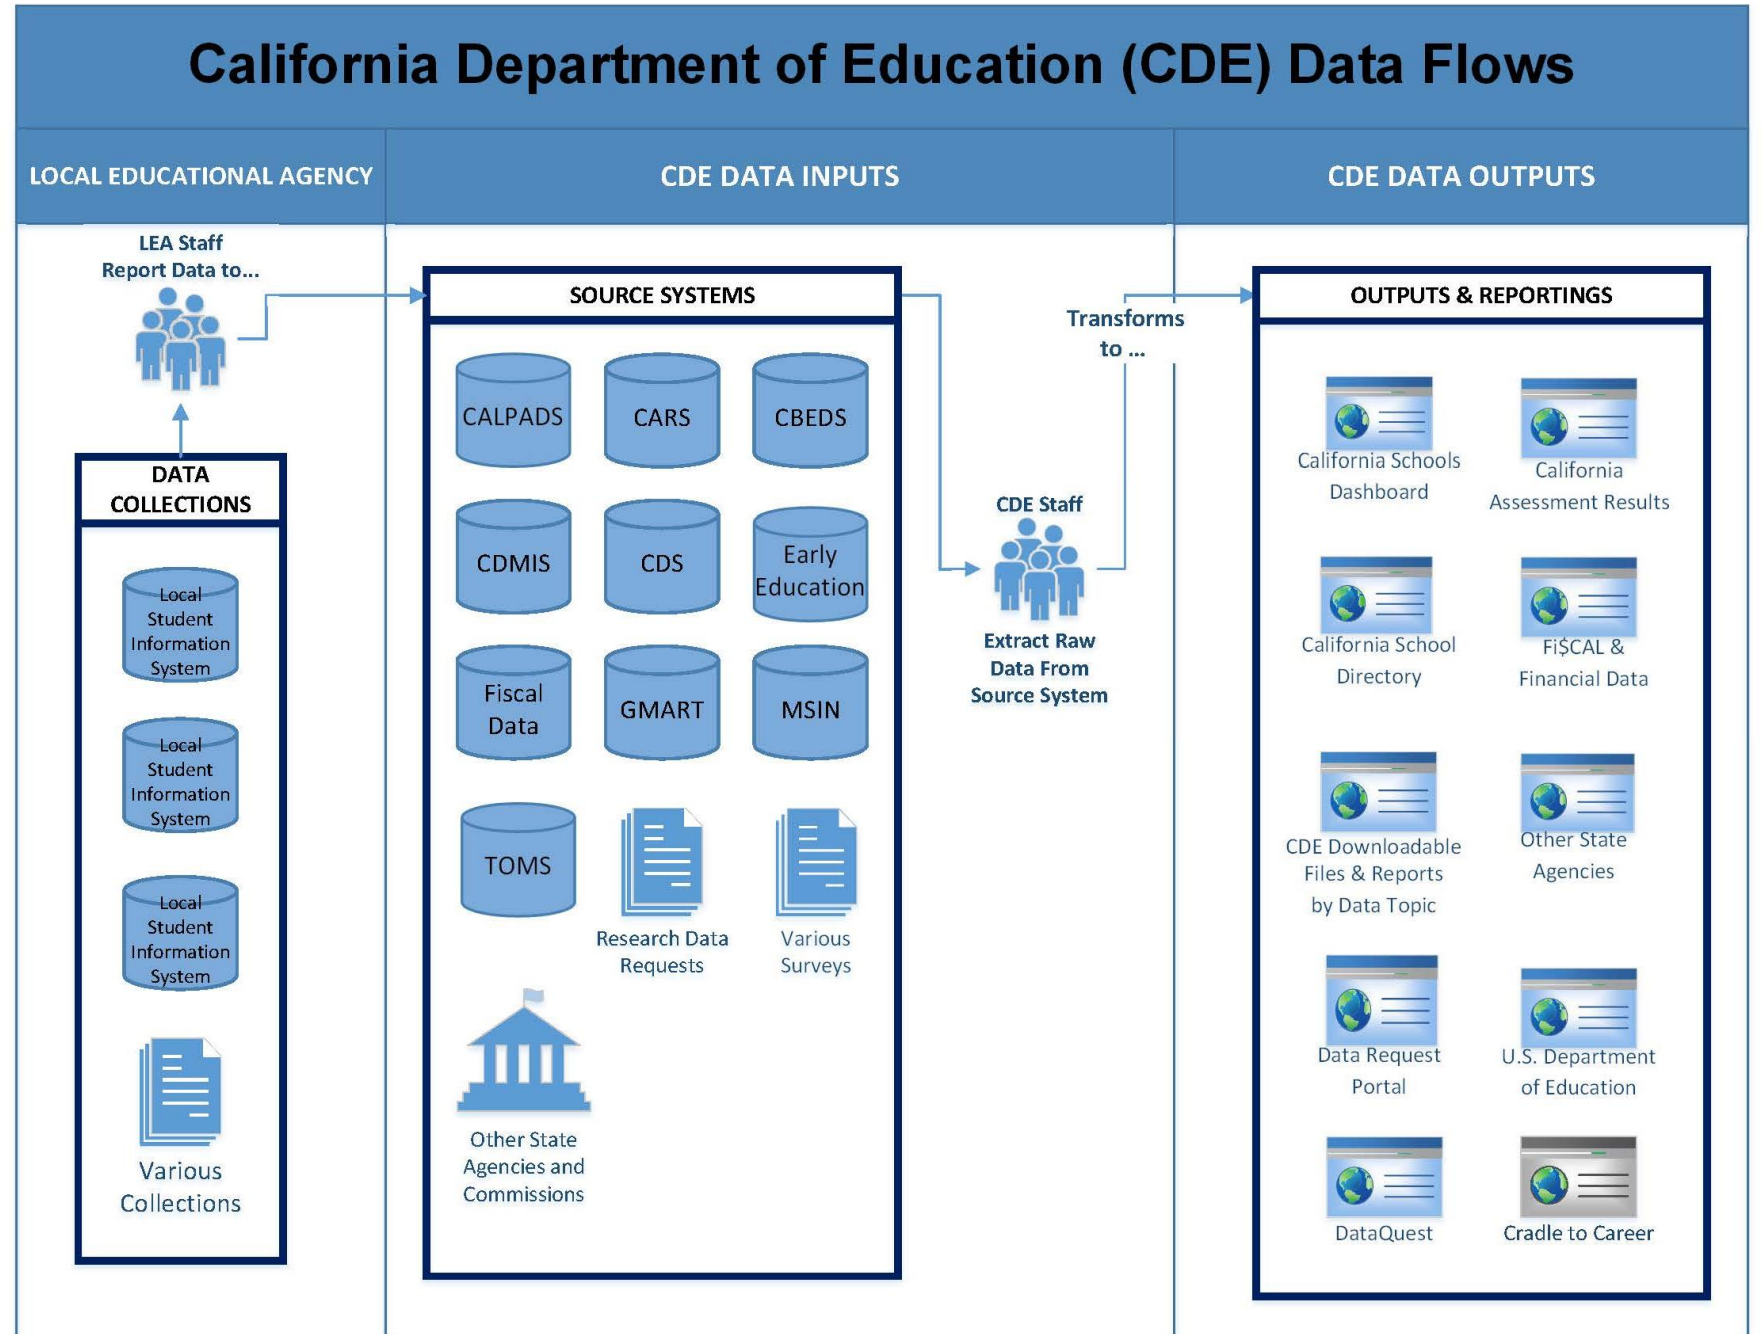 California Department of Education (CDE) Data Flows
LOCAL EDUCATIONAL AGENCY
CDE DATA INPUTS
CDE DATA OUTPUTS
LEA Staff
Report Data to...
DATA
COLLECTIONS
Local
Student
Information
System
Local
Student
Information
System
Local
Student
Information
System
Various
Collections
SOURCE SYSTEMS
CALPADS
CARS
CBEDS
CDMIS
CDS
Early
Education
Fiscal
Data
GMART
MSIN
TOMS
Research Data
Requests
Various
Surveys
Other State
Agencies and
Commissions
CDE Staff
Extract Raw
Data From
Source System
Transforms
to ...
OUTPUTS & REPORTINGS
California Schools
Dashboard
California
Assessment Results
California School
Directory
Fi$CAL &
Financial Data
CDE Downloadable
Files & Reports
by Data Topic
Other State
Agencies
Data Request
Portal
U.S. Department
of Education
DataQuest
Cradle to Career